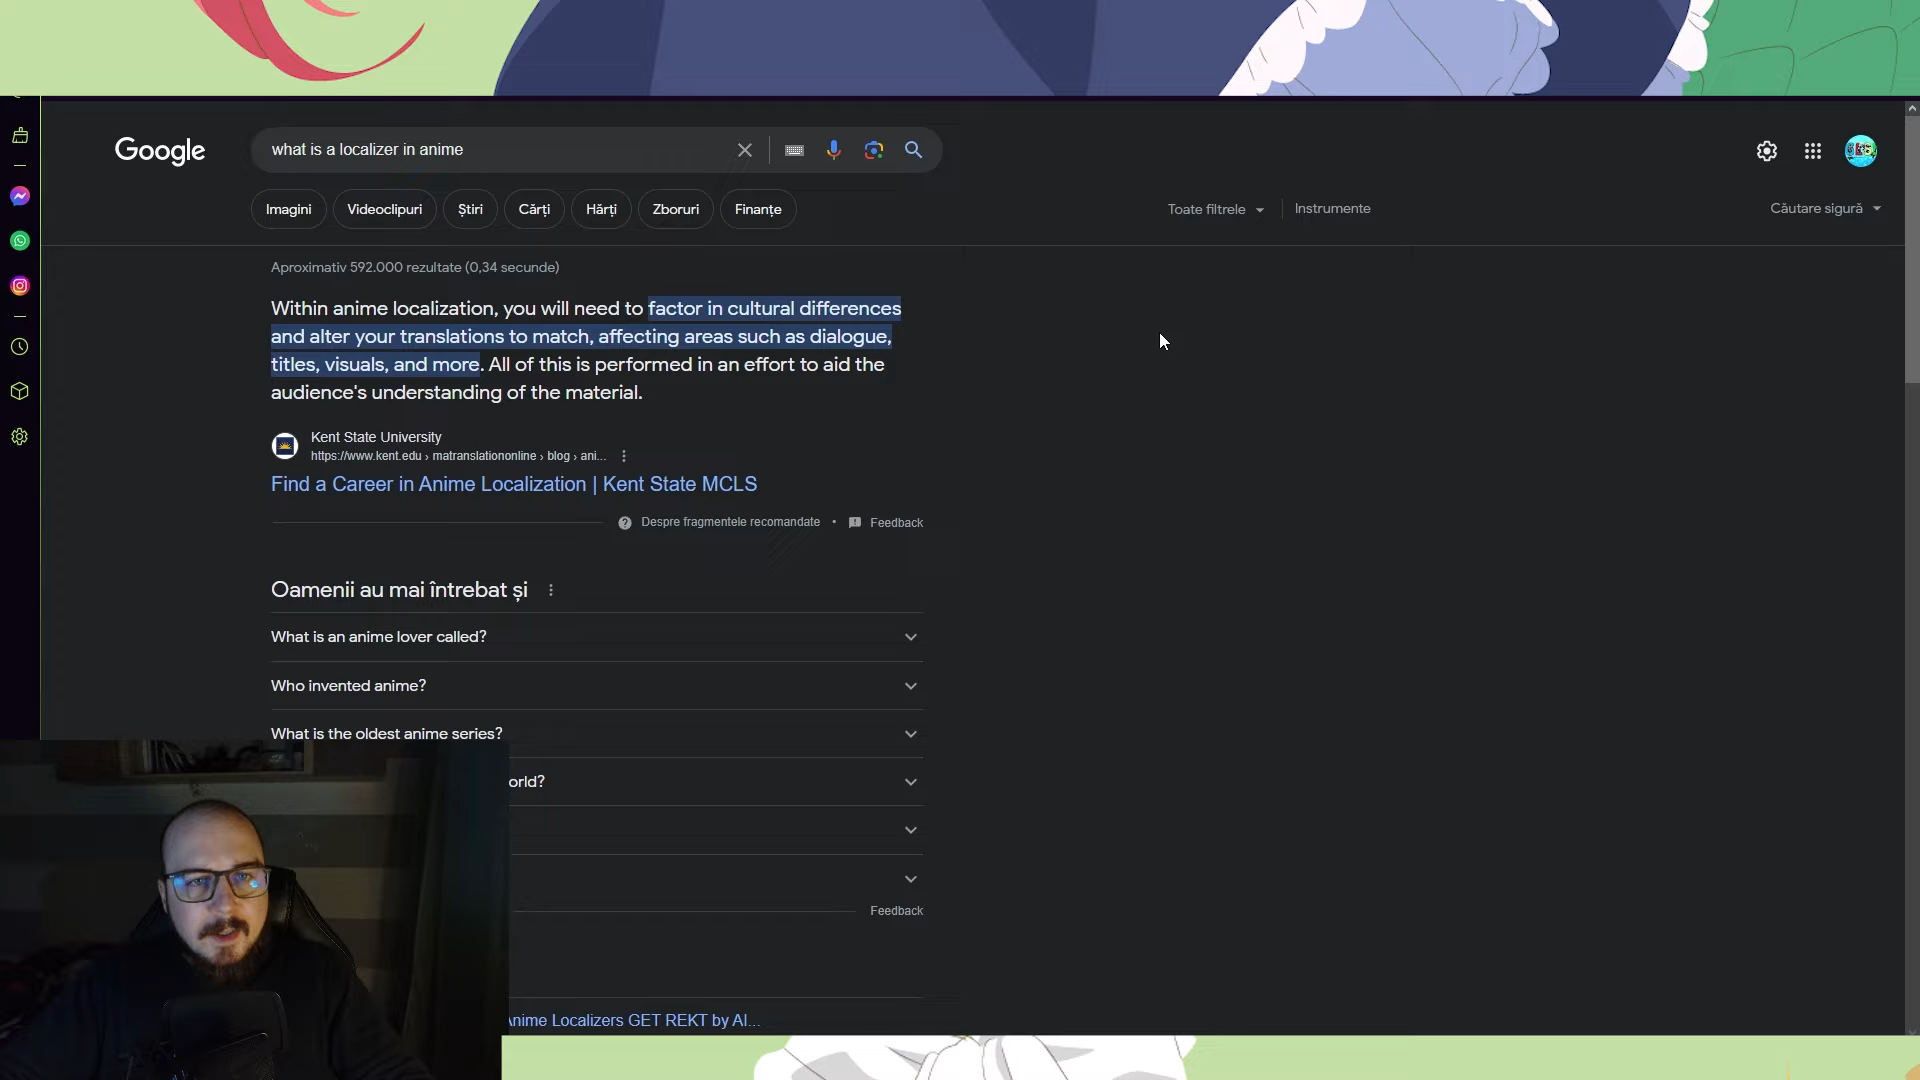 Google
what is a localizer in anime
Imagini
Videoclipuri
Știri
Cărți
Hărți
Zboruri
Finanțe
Toate filtrele
Instrumente
Căutare sigură
Aproximativ 592.000 rezultate (0,34 secunde)
Within anime localization, you will need to factor in cultural differences
and alter your translations to match, affecting areas such as dialogue,
titles, visuals, and more. All of this is performed in an effort to aid the
audience's understanding of the material.
Kent State University
https://www.kent.edu › matranslationonline › blog › ani...
Find a Career in Anime Localization | Kent State MCLS
Despre fragmentele recomandate • Feedback
Oamenii au mai întrebat și
What is an anime lover called?
Who invented anime?
What is the oldest anime series?
orld?
Feedback
Anime Localizers GET REKT by AI...